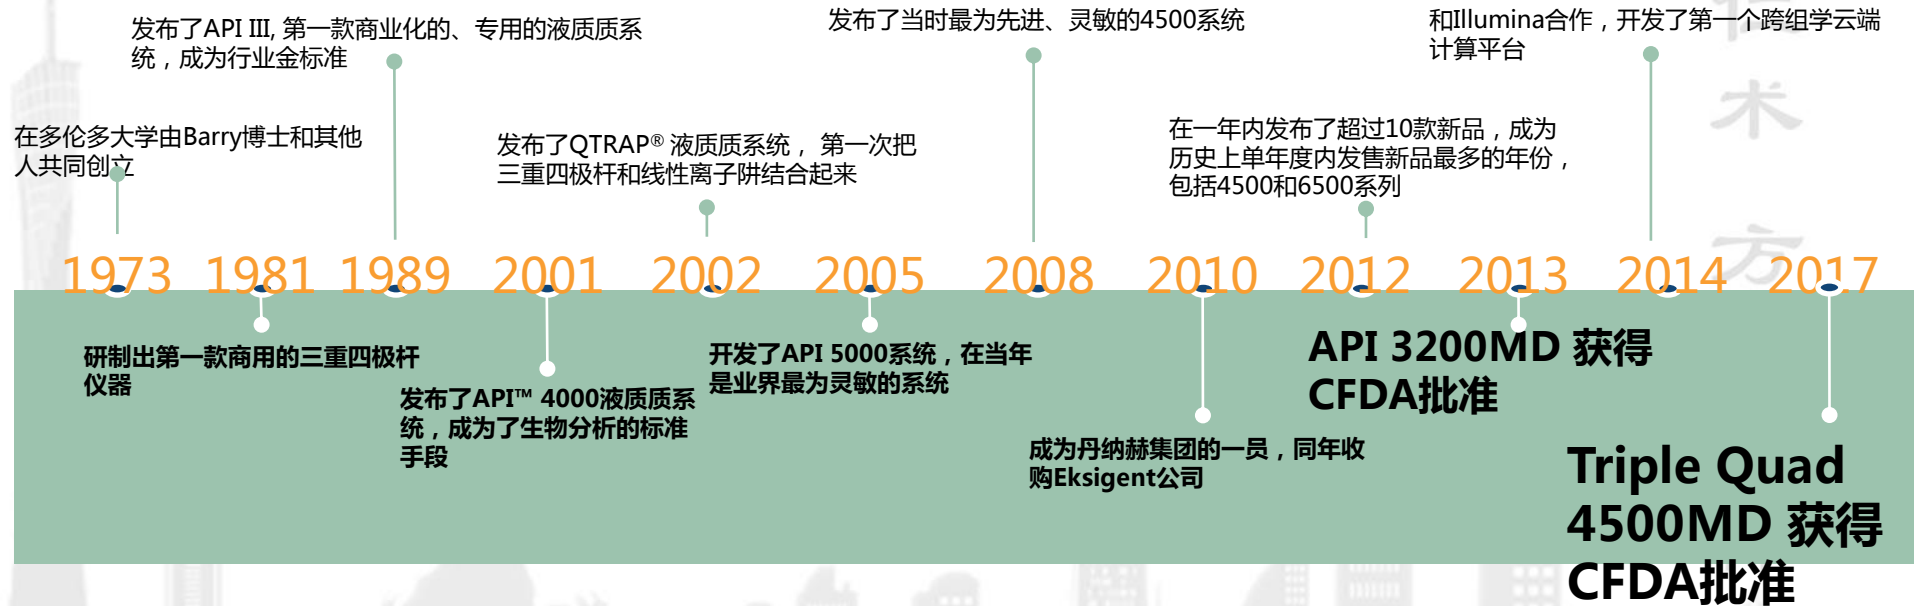 发布了API III, 第一款商业化的、专用的液质质系
统，成为行业金标准
发布了当时最为先进、灵敏的4500系统
和Illumina合作，开发了第一个跨组学云端
计算平台
在多伦多大学由Barry博士和其他
人共同创立
发布了QTRAP® 液质质系统， 第一次把
三重四极杆和线性离子阱结合起来
在一年内发布了超过10款新品，成为
历史上单年度内发售新品最多的年份，
包括4500和6500系列
术
方
1973 1981 1989 2001 2002 2005 2008 2010 2012 2013 2014 2017
研制出第一款商用的三重四极杆
仪器
发布了API™ 4000液质质系
统，成为了生物分析的标准
手段
开发了API 5000系统，在当年
是业界最为灵敏的系统
成为丹纳赫集团的一员，同年收
购Eksigent公司
API 3200MD 获得
CFDA批准
Triple Quad
4500MD 获得
CFDA批准